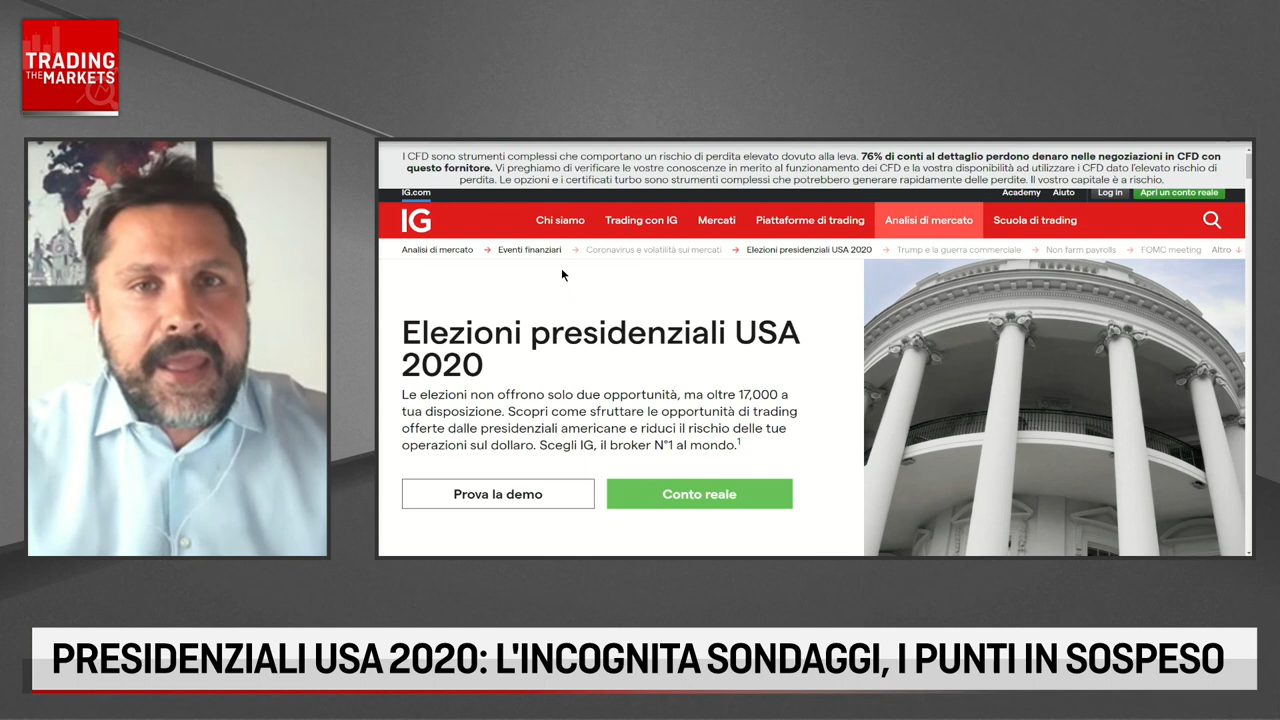 TRADING
THE MARKETS
I CFD sono strumenti complessi che comportano un rischio di perdita elevato dovuto alla leva. 76% di conti al dettaglio perdono denaro nelle negoziazioni in CFD con
questo fornitore. Vi preghiamo di verificare le vostre conoscenze in merito al funzionamento dei CFD e la vostra disponibilità ad utilizzare i CFD dato l'elevato rischio di
perdita. Le opzioni e i certificati turbo sono strumenti complessi che potrebbero generare rapidamente delle perdite. Il vostro capitale è a rischio.
IG.com Academy Aiuto Log in Apri un conto reale
IG Chi siamo Trading con IG Mercati Piattaforme di trading Analisi di mercato Scuola di trading
Analisi di mercato → Eventi finanziari → Coronavirus e volatilità sui mercati → Elezioni presidenziali USA 2020 → Trump e la guerra commerciale → Non farm payrolls → FOMC meeting Altro ↓
Elezioni presidenziali USA
2020
Le elezioni non offrono solo due opportunità, ma oltre 17,000 a
tua disposizione. Scopri come sfruttare le opportunità di trading
offerte dalle presidenziali americane e riduci il rischio delle tue
operazioni sul dollaro. Scegli IG, il broker N°1 al mondo.1
Prova la demo Conto reale
PRESIDENZIALI USA 2020: L'INCOGNITA SONDAGGI, I PUNTI IN SOSPESO